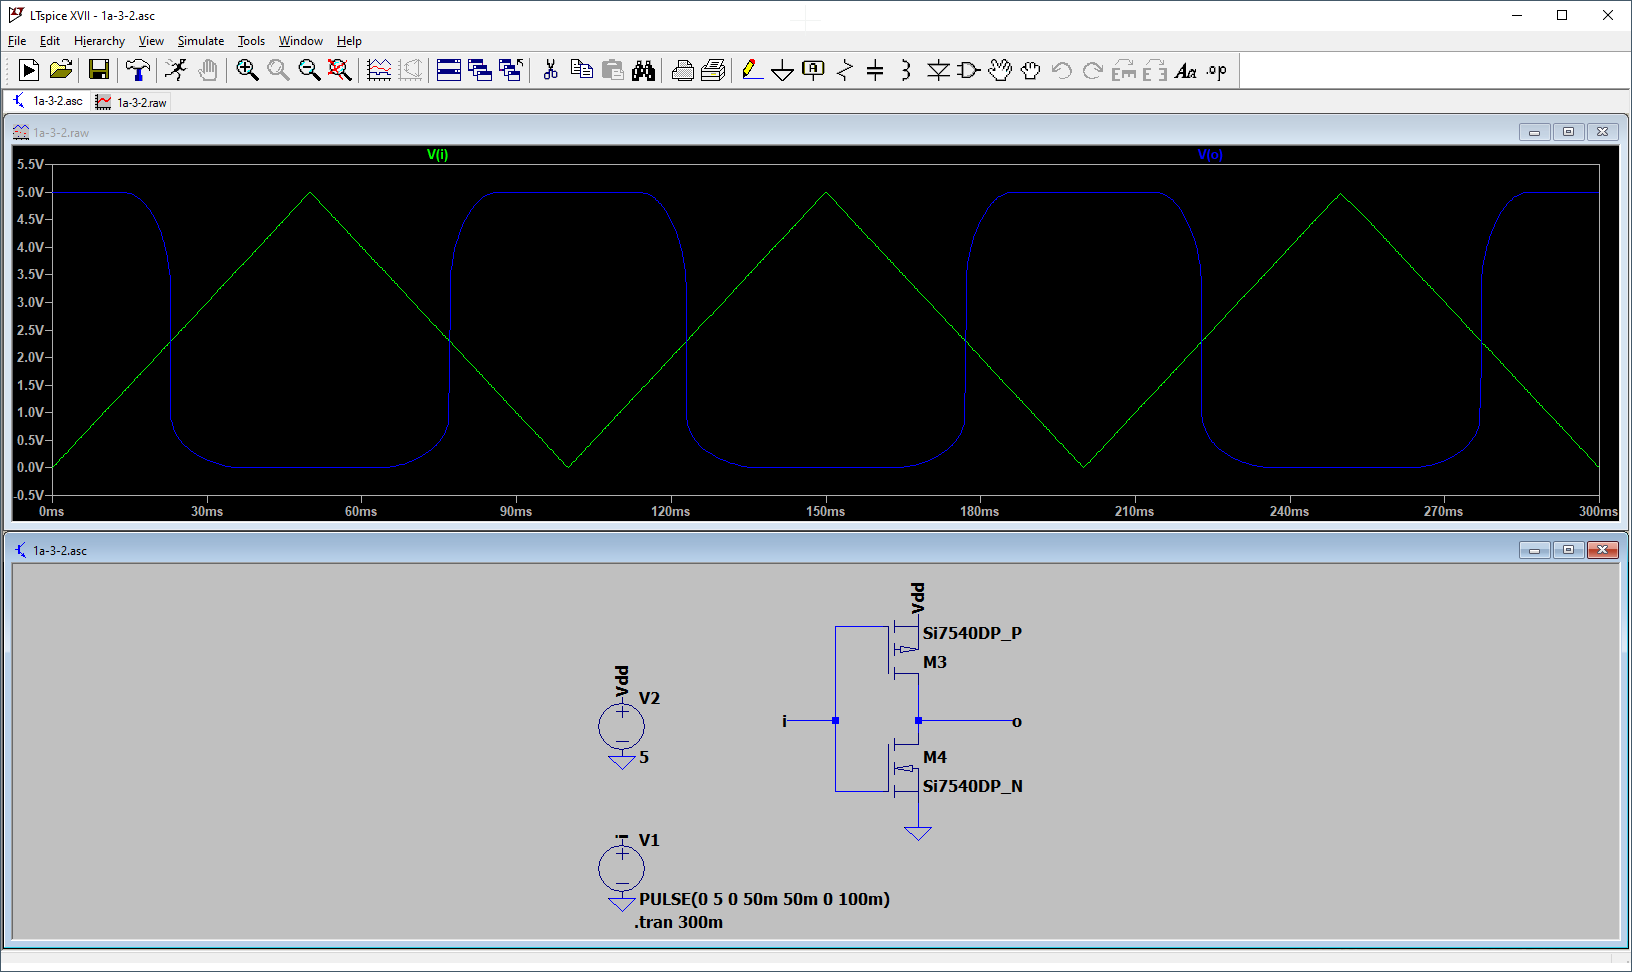 LTspice XVII - 1a-3-2.asc
File Edit Hierarchy View Simulate Tools Window Help
A Aa .op
1a-3-2.asc 1a-3-2.raw
1a-3-2.raw
V(i) V(o)
5.5V
5.0V
4.5V
4.0V
3.5V
3.0V
2.5V
2.0V
1.5V
1.0V
0.5V
0.0V
-0.5V
0ms 30ms 60ms 90ms 120ms 150ms 180ms 210ms 240ms 270ms 300ms
1a-3-2.asc
Vdd
Si7540DP_P
M3
Vdd
V2
i
o
5
M4
Si7540DP_N
i
V1
PULSE(0 5 0 50m 50m 0 100m)
.tran 300m